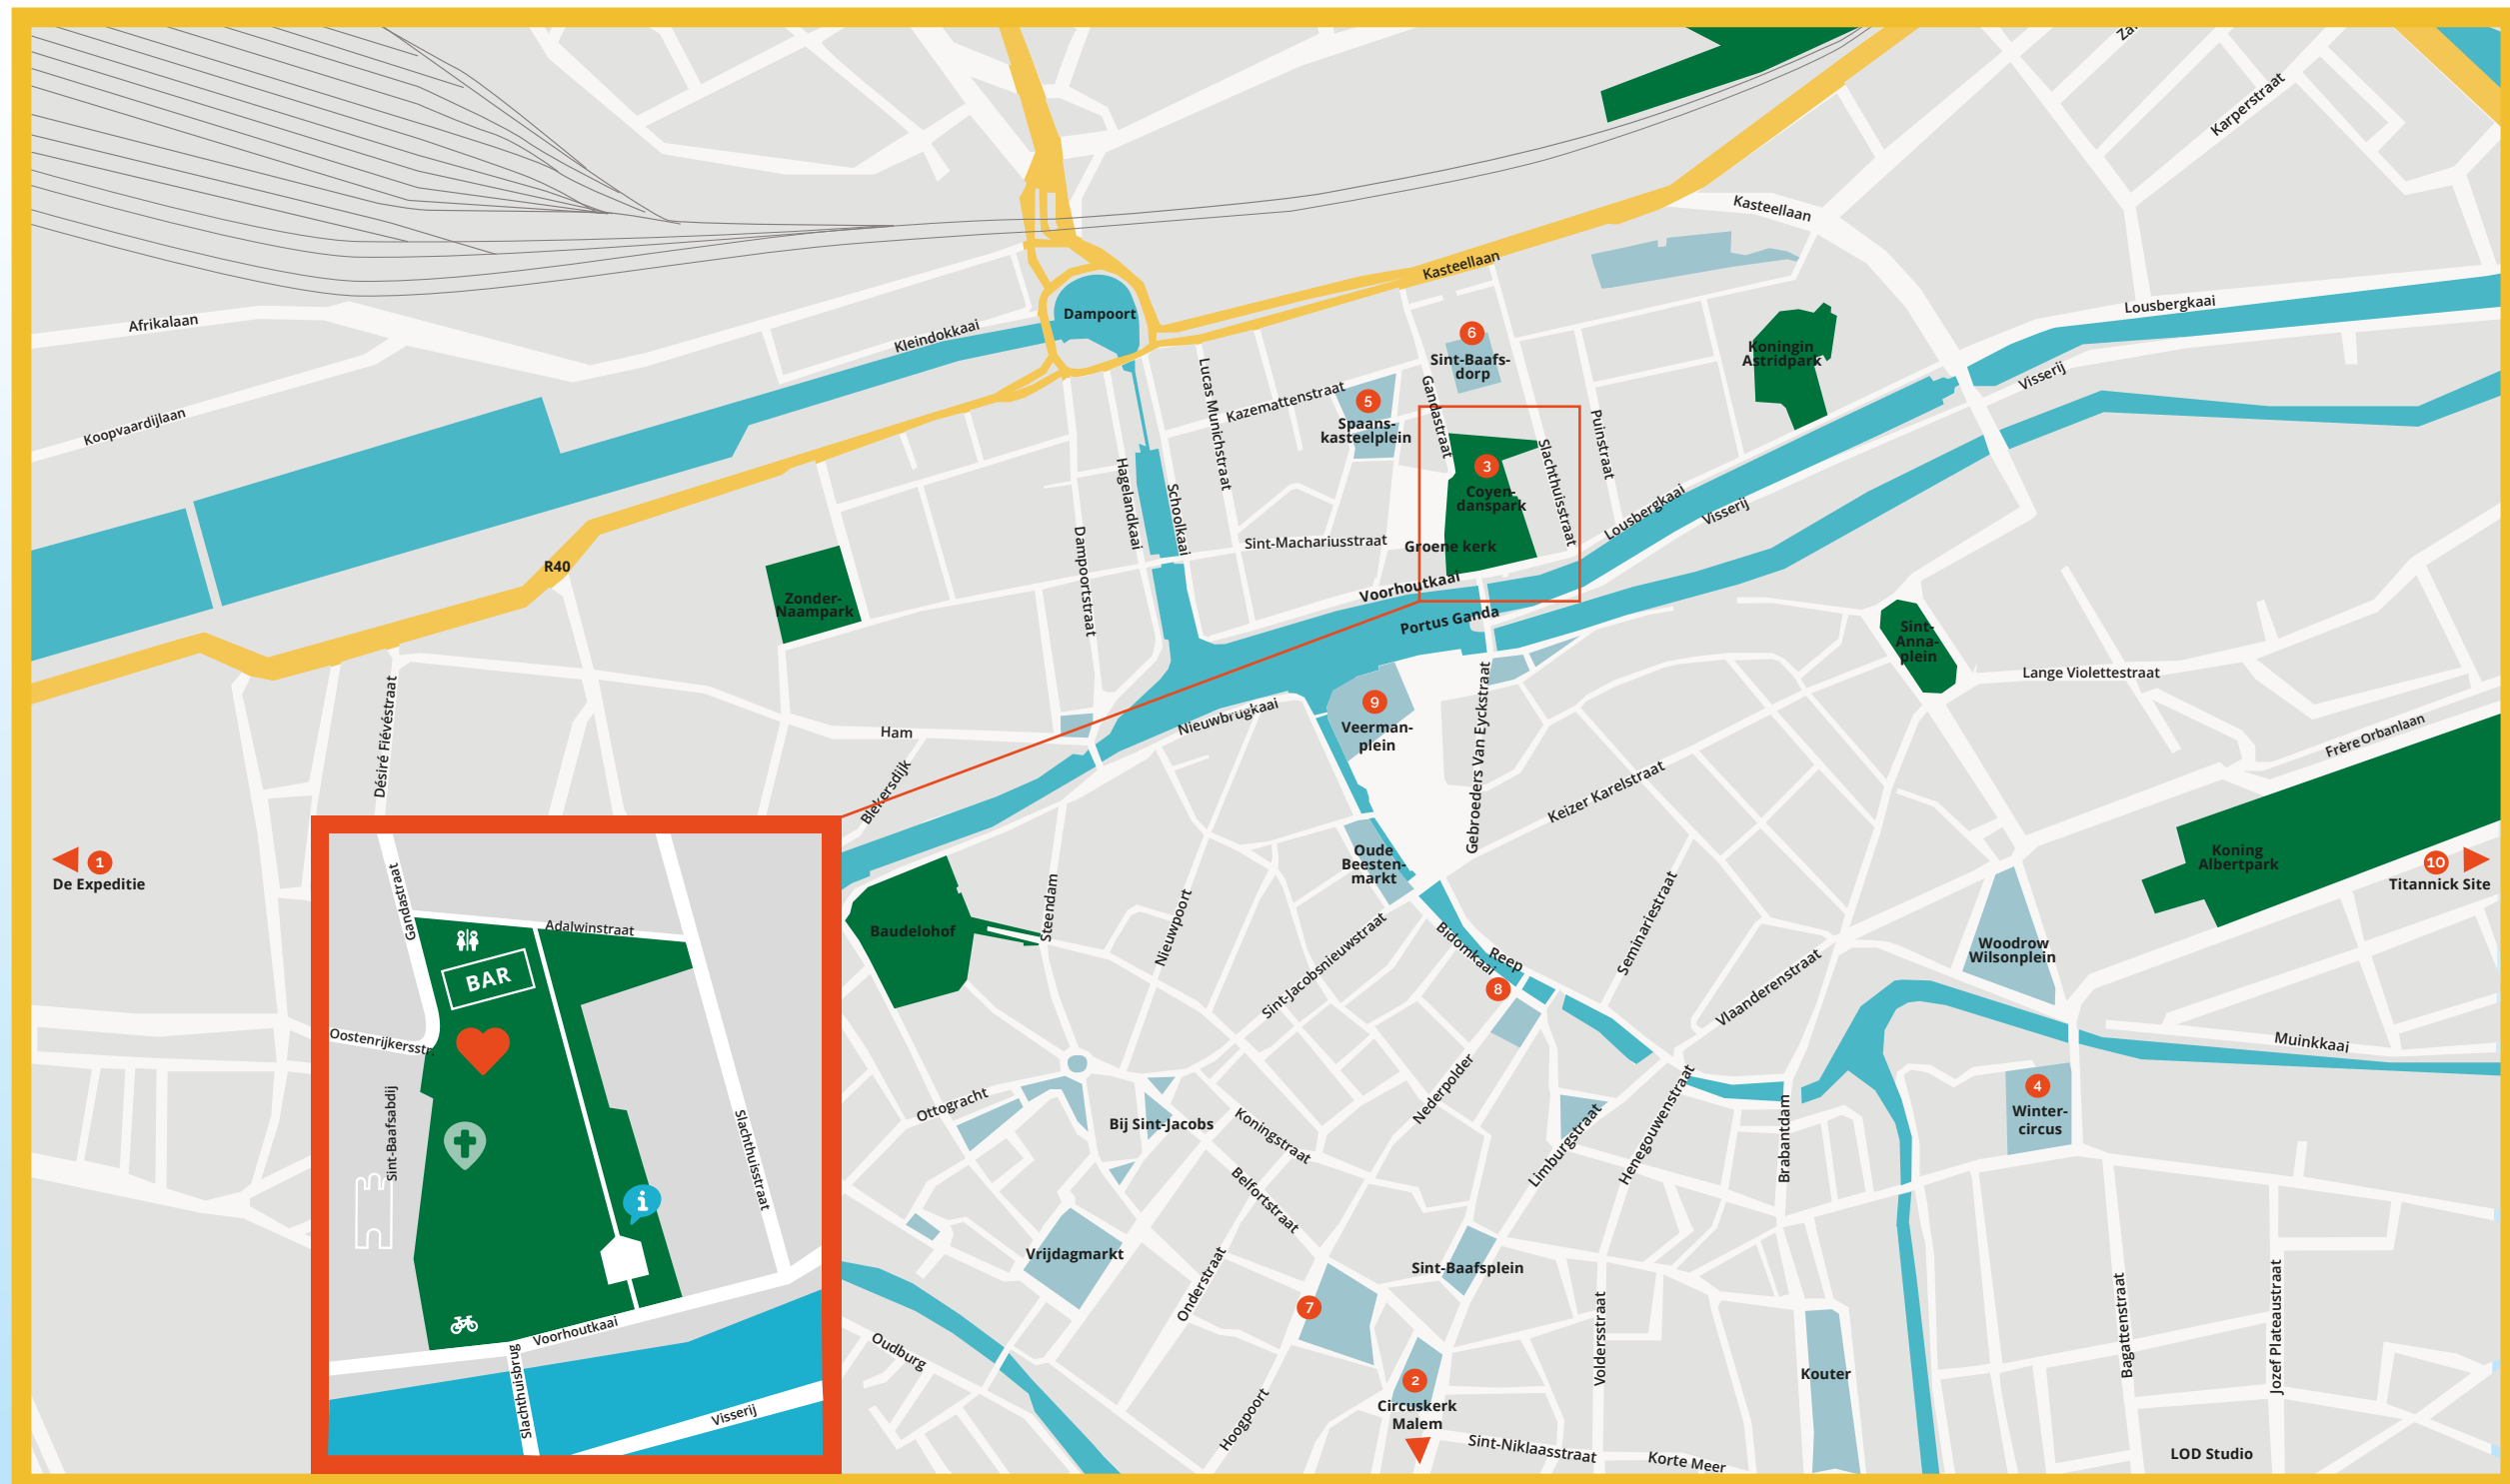 Karperstraat
Kasteellaan
Kasteellaan
Dampoort
Afrikalaan
Kleindokkaai
Koopvaardijlaan
Lousbergkaai
6
Sint-Baafs-
dorp
Koningin
Astridpark
Visserij
5
Spaans-
kasteelplein
Kazemattenstraat
Lucas Munichstraat
Gandastraat
3
Coyen-
danspark
Slachthuisstraat
Puinstraat
Hagelandkaai
Schoolkaai
Dampoortstraat
Sint-Machariusstraat
Groene kerk
Lousbergkaai
Visserij
R40
Zonder-
Naampark
Voorhoutkaai
Portus Ganda
Sint-
Anna-
plein
Lange Violettestraat
Désiré Fiévéstraat
Ham
Blekersdijk
Nieuwbrugkaai
9
Veerman-
plein
Gebroeders Van Eyckstraat
Keizer Karelstraat
Frère Orbanlaan
1
De Expeditie
Oude
Beesten-
markt
Koning
Albertpark
10
Titannick Site
Baudelohof
Steendam
Nieuwpoort
Sint-Jacobsnieuwstraat
Bidomkaai
Reep
8
Seminariestraat
Vlaanderenstraat
Woodrow
Wilsonplein
Muinkkaai
4
Winter-
circus
Ottogracht
Bij Sint-Jacobs
Koningstraat
Nederpolder
Limburgstraat
Henegouwenstraat
Brabantdam
Belfortstraat
Vrijdagmarkt
Onderstraat
Sint-Baafsplein
7
Oudburg
Hoogpoort
2
Circuskerk
Malem
Voldersstraat
Kouter
Bagattenstraat
Jozef Plateaustraat
Sint-Niklaasstraat
Korte Meer
LOD Studio
Gandastraat
Adalwinstraat
BAR
Oostenrijkersstr.
Sint-Baafsabdij
Slachthuisstraat
i
Voorhoutkaai
Slachthuisbrug
Visserij